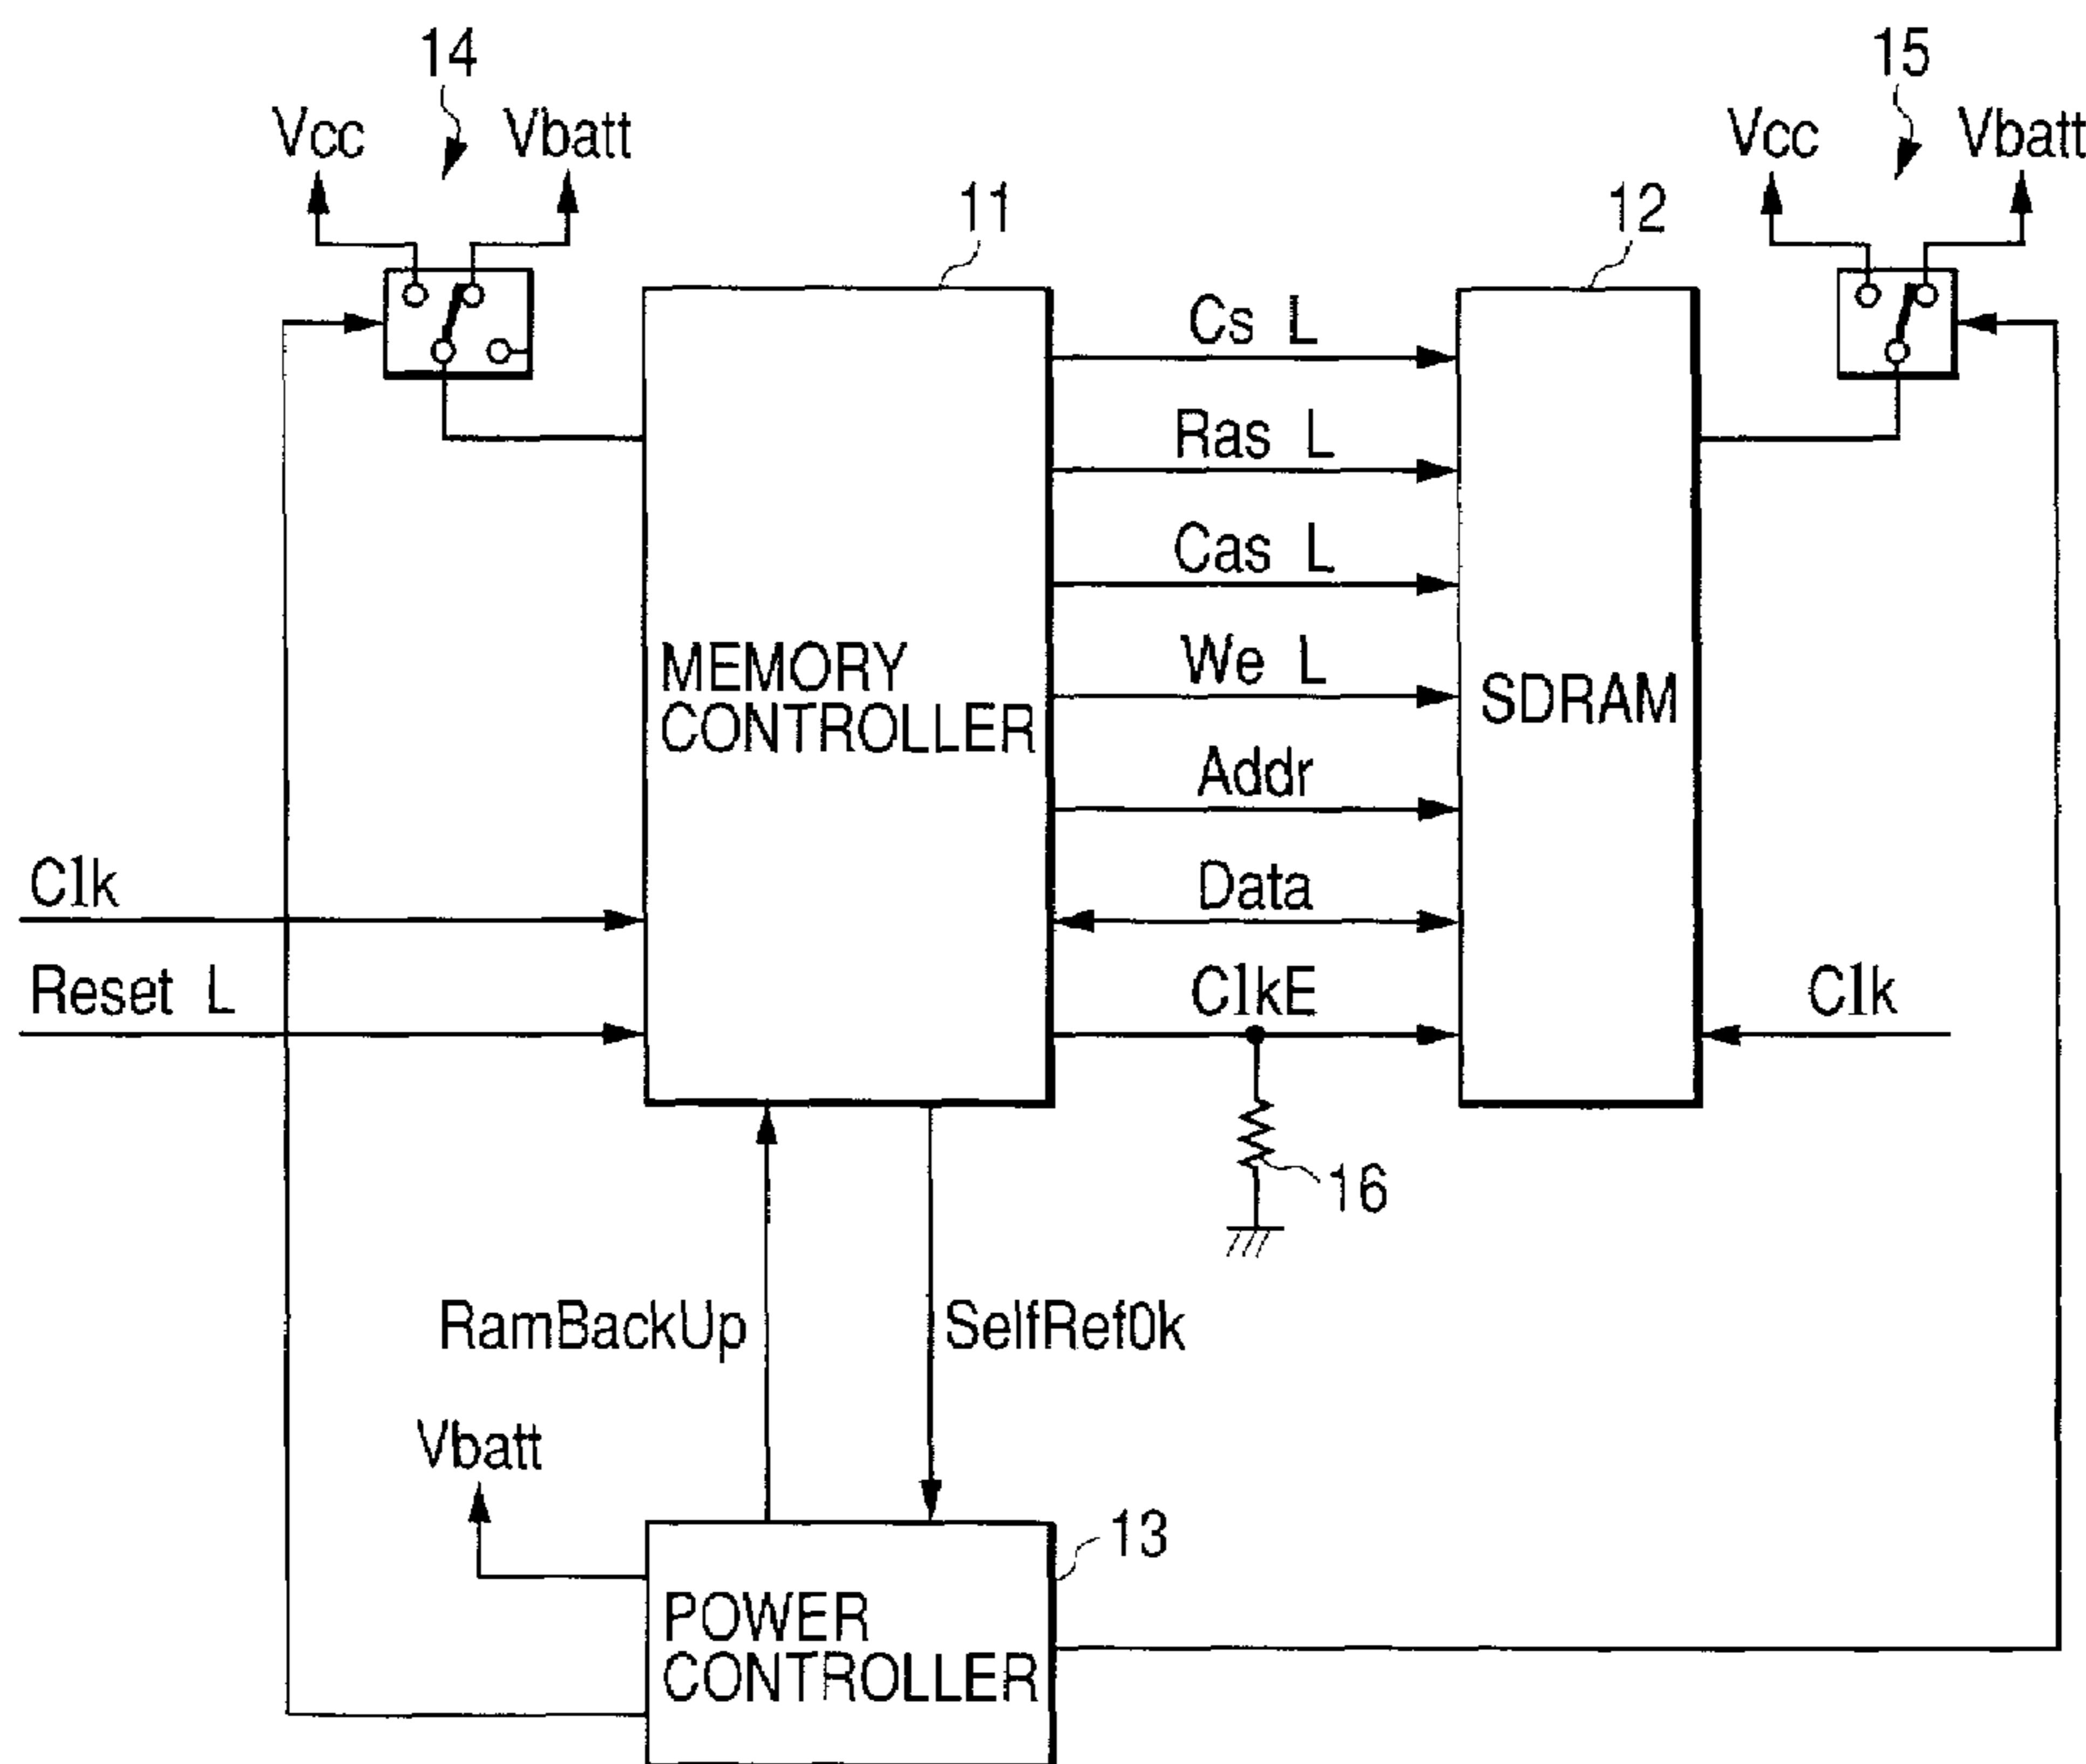 14
15
Vcc
Vbatt
Vcc
Vbatt
11
12
Cs L
Ras L
Cas L
MEMORY
CONTROLLER
We L
SDRAM
Addr
Clk
Data
Reset L
ClkE
Clk
16
RamBackUp
SelfRefOk
Vbatt
13
POWER
CONTROLLER